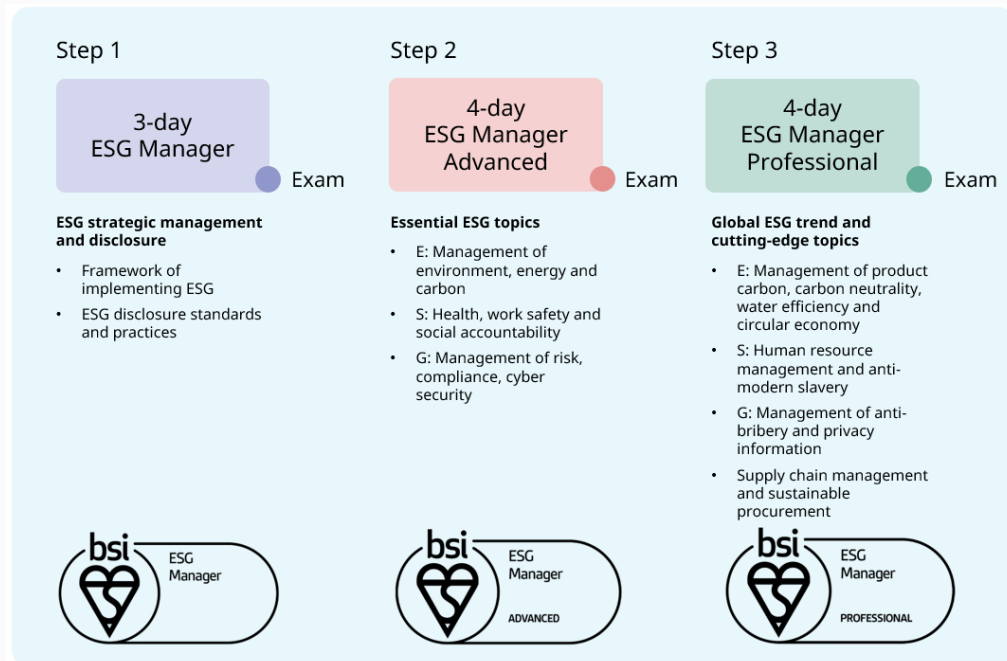 Step 1
3-day
ESG Manager
Exam
ESG strategic management
and disclosure
• Framework of
implementing ESG
• ESG disclosure standards
and practices
bsi
ESG
Manager
Step 2
4-day
ESG Manager
Advanced
Exam
Essential ESG topics
• E: Management of
environment, energy and
carbon
• S: Health, work safety and
social accountability
• G: Management of risk,
compliance, cyber
security
bsi
ESG
Manager
ADVANCED
Step 3
4-day
ESG Manager
Professional
Exam
Global ESG trend and
cutting-edge topics
• E: Management of product
carbon, carbon neutrality,
water efficiency and
circular economy
• S: Human resource
management and anti-
modern slavery
• G: Management of anti-
bribery and privacy
information
• Supply chain management
and sustainable
procurement
bsi
ESG
Manager
PROFESSIONAL